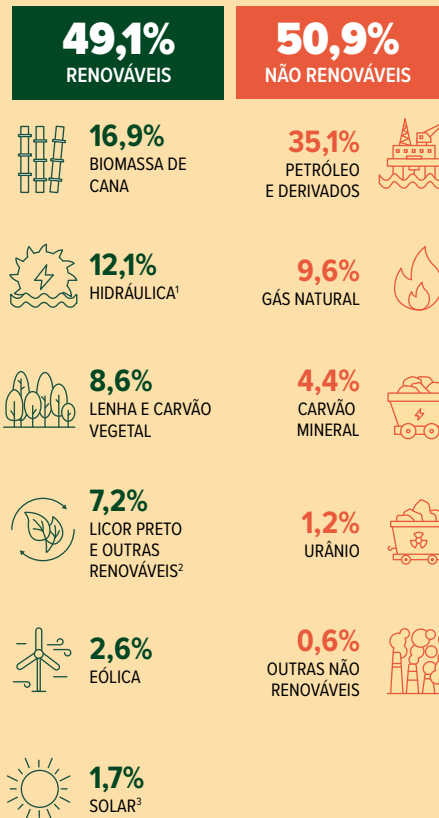 49,1%
RENOVÁVEIS
50,9%
NÃO RENOVÁVEIS
16,9%
BIOMASSA DE
CANA
35,1%
PETRÓLEO
E DERIVADOS
12,1%
HIDRÁULICA¹
9,6%
GÁS NATURAL
8,6%
LENHA E CARVÃO
VEGETAL
4,4%
CARVÃO
MINERAL
7,2%
LICOR PRETO
E OUTRAS
RENOVÁVEIS²
1,2%
URÂNIO
2,6%
EÓLICA
0,6%
OUTRAS NÃO
RENOVÁVEIS
1,7%
SOLAR³